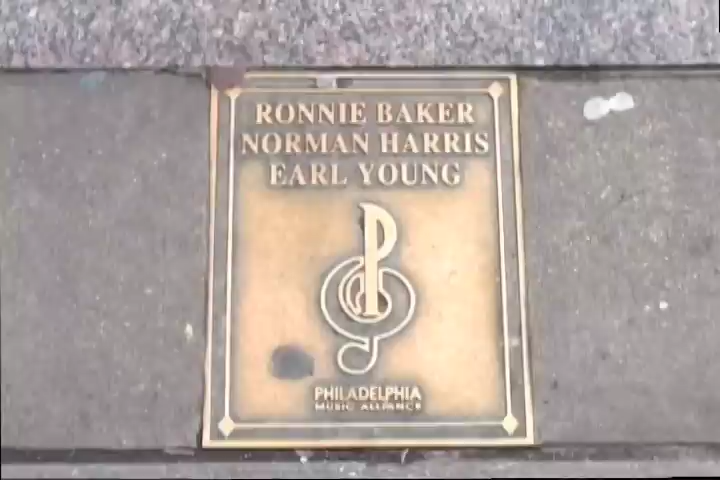 RONNIE BAKER
NORMAN HARRIS
EARL YOUNG
P
PHILADELPHIA
MUSIC ALLIANCE